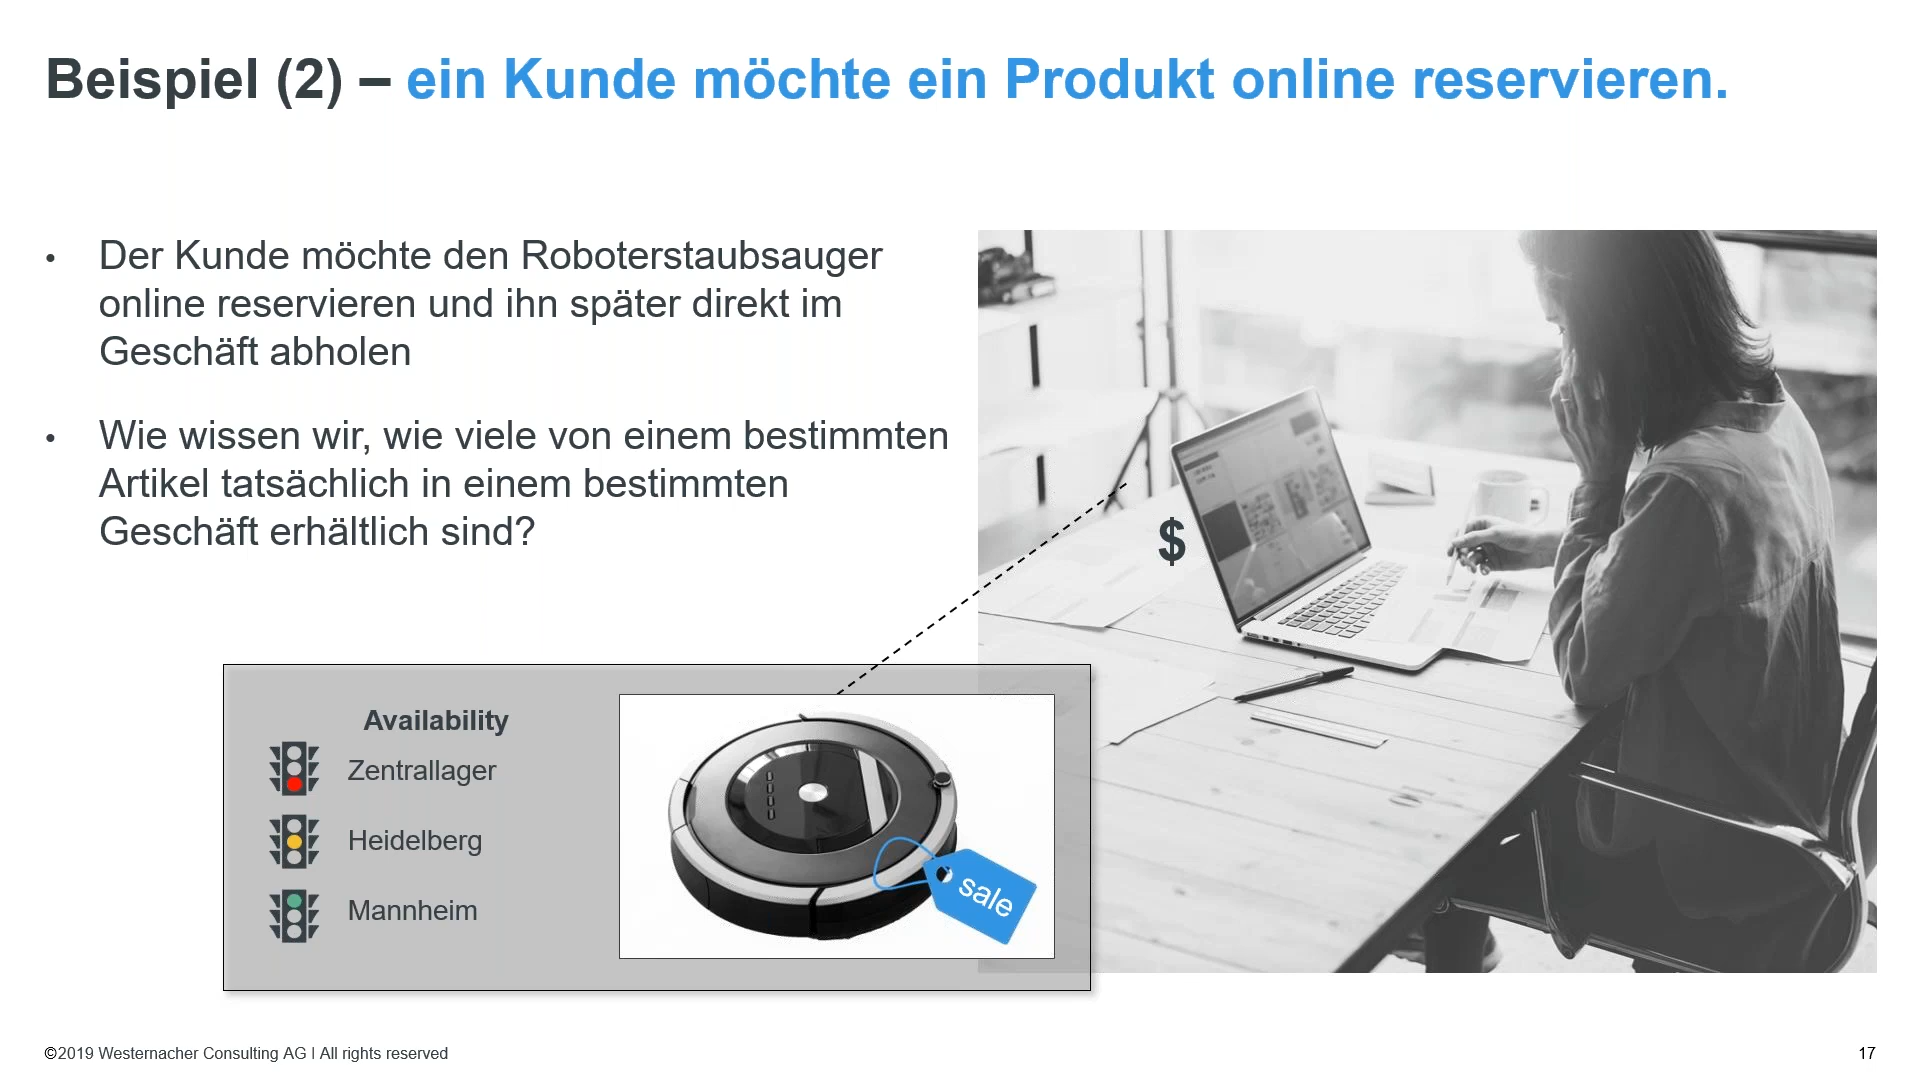 Beispiel (2) – ein Kunde möchte ein Produkt online reservieren.
• Der Kunde möchte den Roboterstaubsauger
online reservieren und ihn später direkt im
Geschäft abholen
• Wie wissen wir, wie viele von einem bestimmten
Artikel tatsächlich in einem bestimmten
Geschäft erhältlich sind?
$
Availability
Zentrallager
Heidelberg
Mannheim
sale
©2019 Westernacher Consulting AG I All rights reserved
17